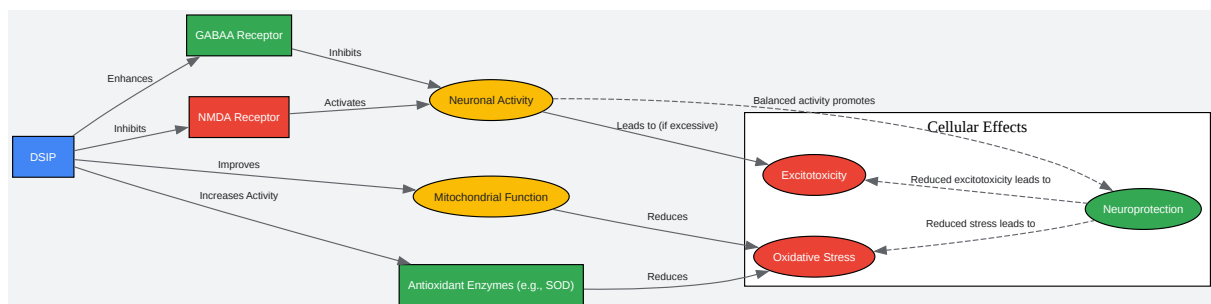 GABAA Receptor
Enhances
Inhibits
NMDA Receptor
Activates
Inhibits
DSIP
Neuronal Activity
Balanced activity promotes
Leads to (if excessive)
Cellular Effects
Improves
Mitochondrial Function
Increases Activity
Excitotoxicity
Reduced excitotoxicity leads to
Neuroprotection
Reduces
Reduced stress leads to
Oxidative Stress
Antioxidant Enzymes (e.g., SOD)
Reduces